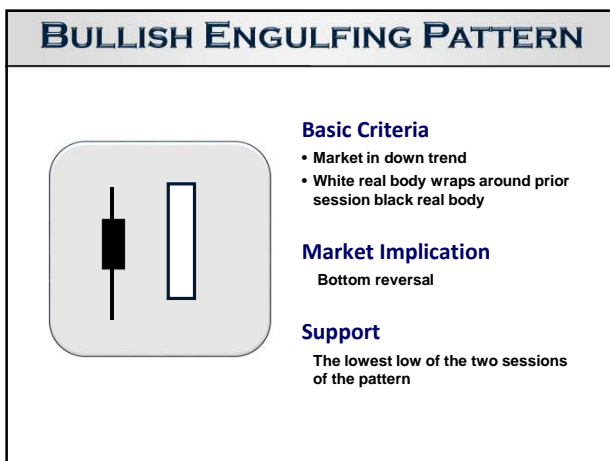 BULLISH ENGULFING PATTERN
Basic Criteria
• Market in down trend
• White real body wraps around prior
session black real body
Market Implication
Bottom reversal
Support
The lowest low of the two sessions
of the pattern